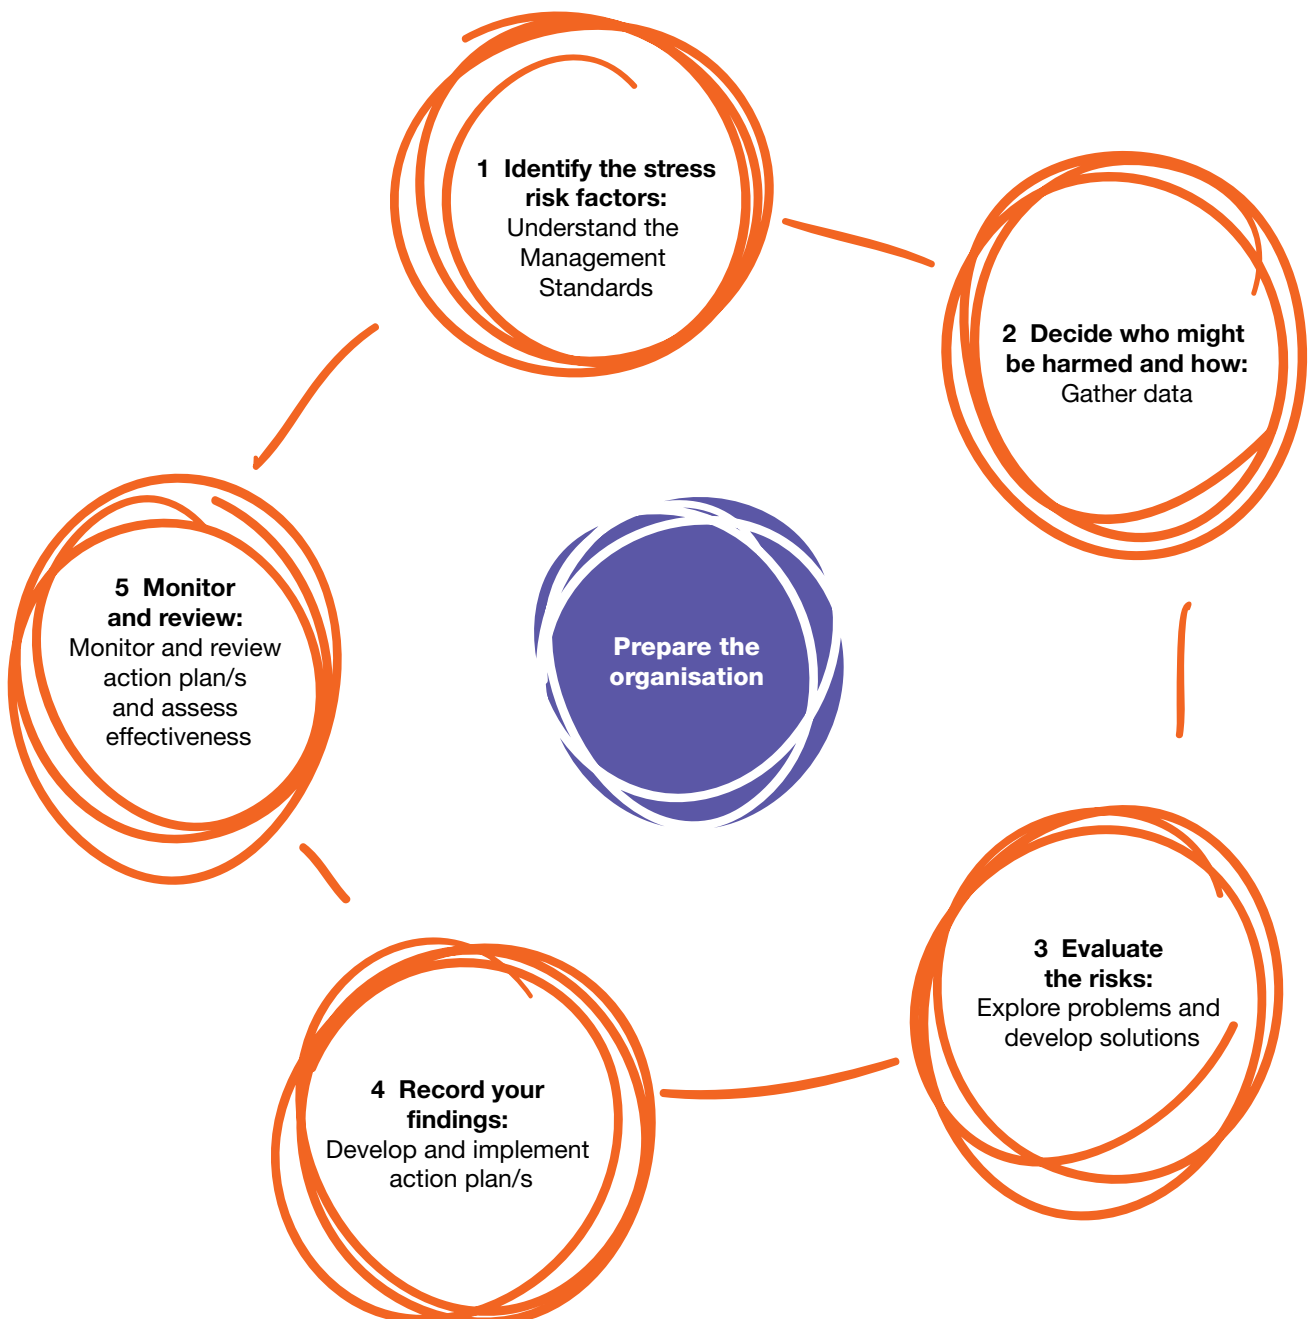 1 Identify the stress
risk factors:
Understand the
Management
Standards
2 Decide who might
be harmed and how:
Gather data
3 Evaluate
the risks:
Explore problems and
develop solutions
4 Record your
findings:
Develop and implement
action plan/s
5 Monitor
and review:
Monitor and review
action plan/s
and assess
effectiveness
Prepare the
organisation